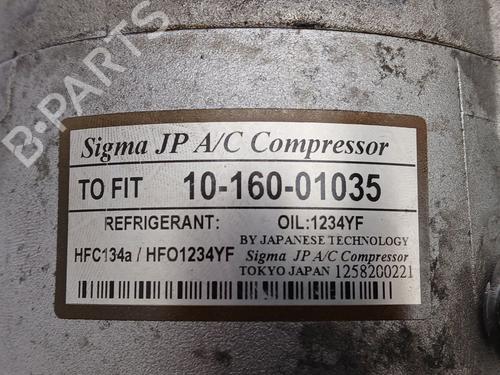 B-PARTS
Sigma JP A/C Compressor
TO FIT 10-160-01035
REFRIGERANT: OIL:1234YF
HFC134a / HFO1234YF BY JAPANESE TECHNOLOGY
Sigma JP A/C Compressor
TOKYO JAPAN 1258200221